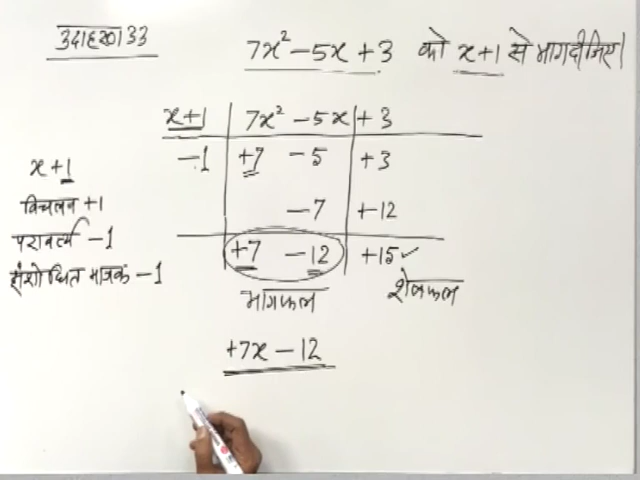 उदाहरण 33
7x² - 5x + 3 को x+1 से भाग दीजिए।
x+1 7x² - 5x + 3
-1 +7 -5 +3
-7 +12
+7 -12 +15 ✓
भागफल शेषफल
+7x - 12
x+1
विचलन +1
परावर्त्य -1
संशोधित भाजक -1